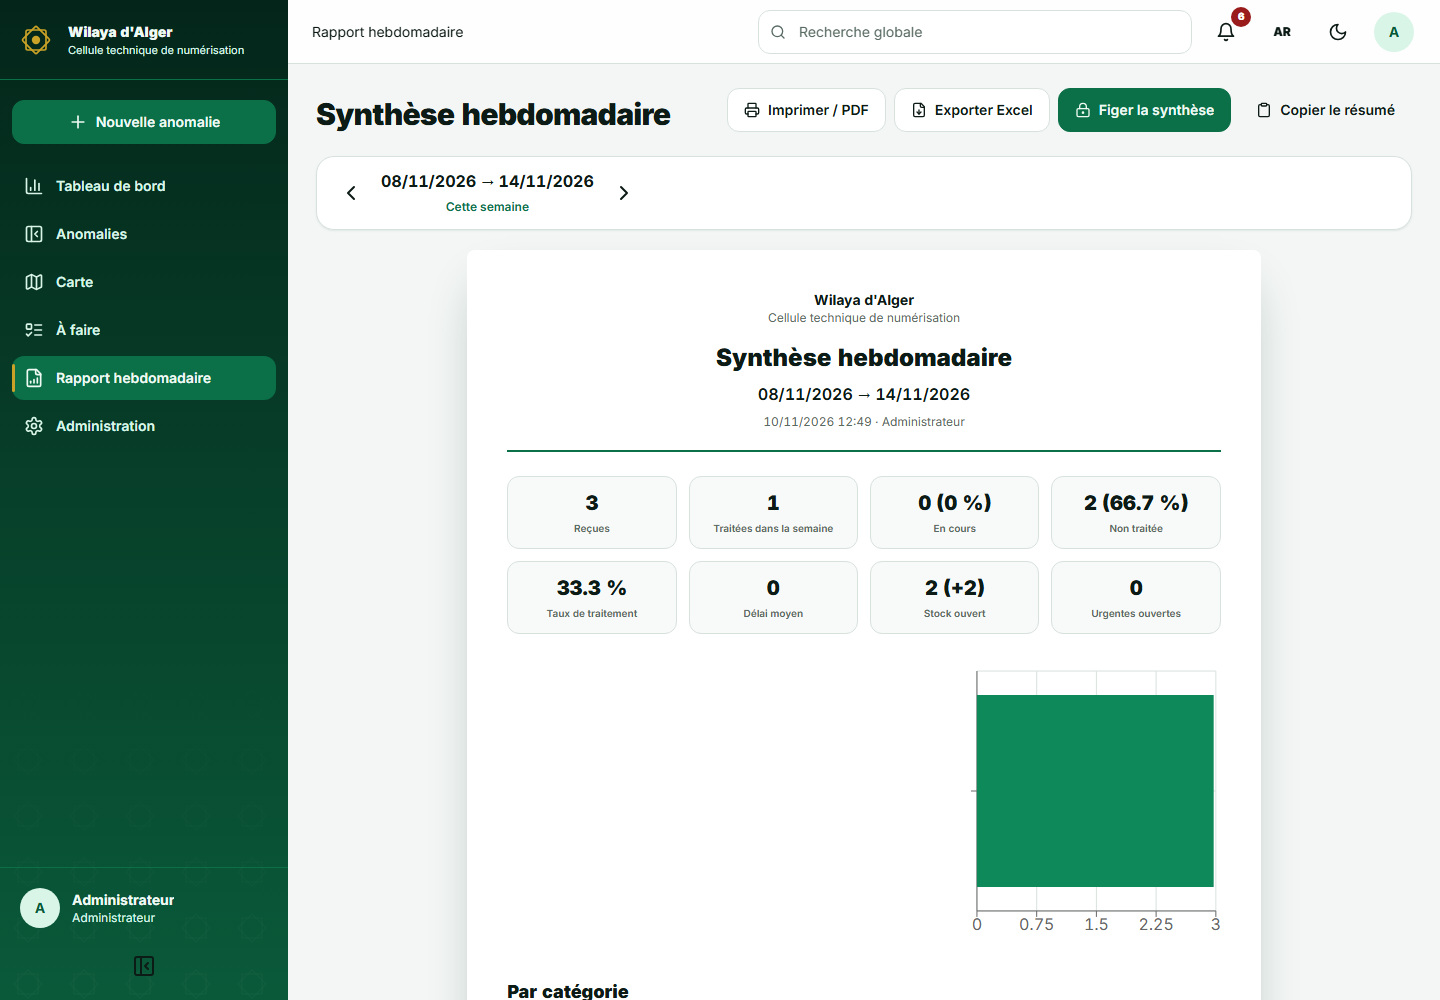 Wilaya d'Alger
Cellule technique de numérisation
Nouvelle anomalie
Tableau de bord
Anomalies
Carte
À faire
Rapport hebdomadaire
Administration
A
Administrateur
Administrateur
Rapport hebdomadaire
Recherche globale
6
AR
A
Synthèse hebdomadaire
Imprimer / PDF
Exporter Excel
Figer la synthèse
Copier le résumé
08/11/2026 → 14/11/2026
Cette semaine
Wilaya d'Alger
Cellule technique de numérisation
Synthèse hebdomadaire
08/11/2026 → 14/11/2026
10/11/2026 12:49 · Administrateur
3
Reçues
1
Traitées dans la semaine
0 (0 %)
En cours
2 (66.7 %)
Non traitée
33.3 %
Taux de traitement
0
Délai moyen
2 (+2)
Stock ouvert
0
Urgentes ouvertes
0 0.75 1.5 2.25 3
Par catégorie